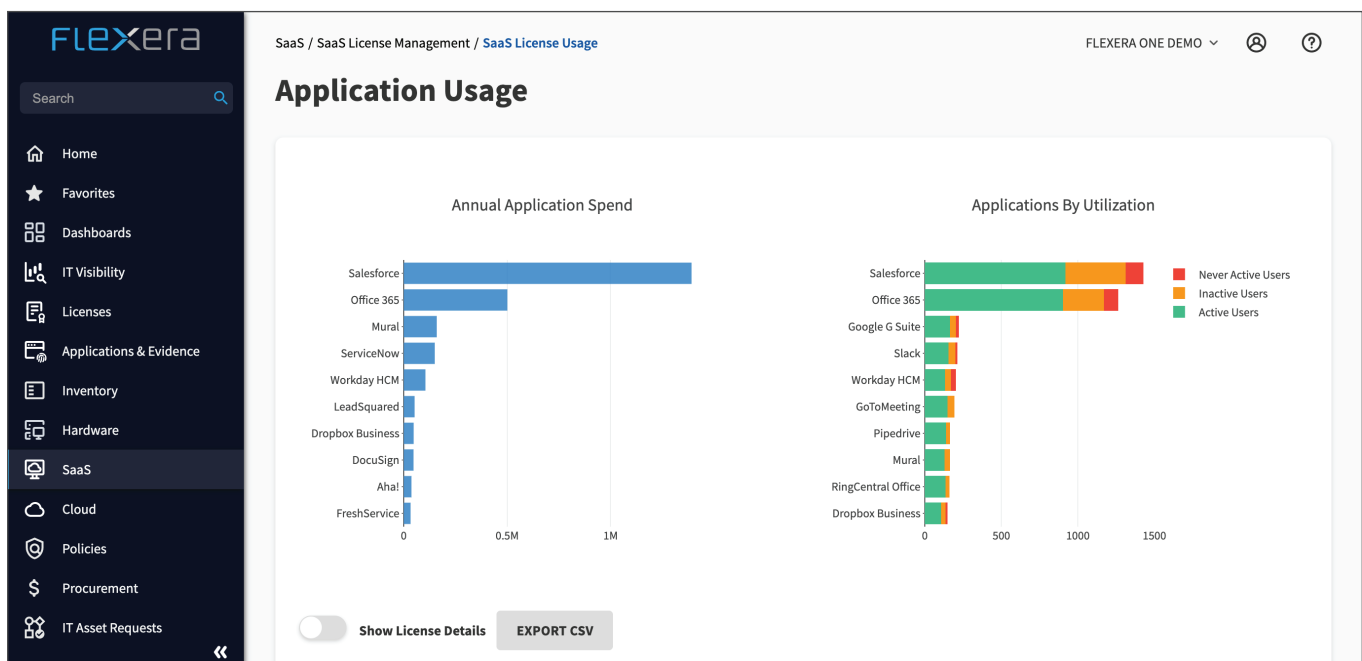 Flexera
Search
Home
Favorites
Dashboards
IT Visibility
Licenses
Applications & Evidence
Inventory
Hardware
SaaS
Cloud
Policies
Procurement
IT Asset Requests
SaaS / SaaS License Management / SaaS License Usage
FLEXERA ONE DEMO
Application Usage
Annual Application Spend
Salesforce
Office 365
Mural
ServiceNow
Workday HCM
LeadSquared
Dropbox Business
DocuSign
Aha!
FreshService
0 0.5M 1M
Applications By Utilization
Salesforce
Office 365
Google G Suite
Slack
Workday HCM
GoToMeeting
Pipedrive
Mural
RingCentral Office
Dropbox Business
0 500 1000 1500
Never Active Users
Inactive Users
Active Users
Show License Details
EXPORT CSV